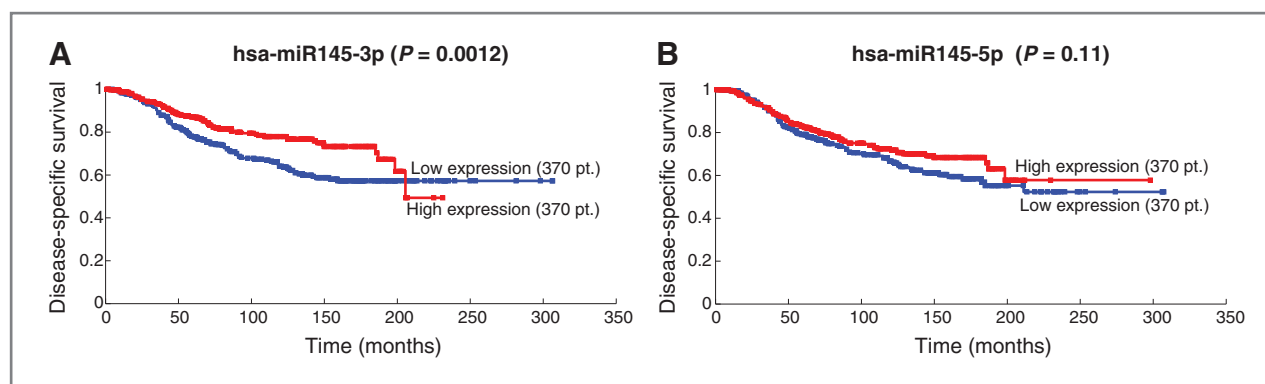 A
hsa-miR145-3p (P = 0.0012)
Disease-specific survival
1
0.8
0.6
0.4
0.2
0
Low expression (370 pt.)
High expression (370 pt.)
0 50 100 150 200 250 300 350
Time (months)
B
hsa-miR145-5p (P = 0.11)
Disease-specific survival
1
0.8
0.6
0.4
0.2
0
High expression (370 pt.)
Low expression (370 pt.)
0 50 100 150 200 250 300 350
Time (months)